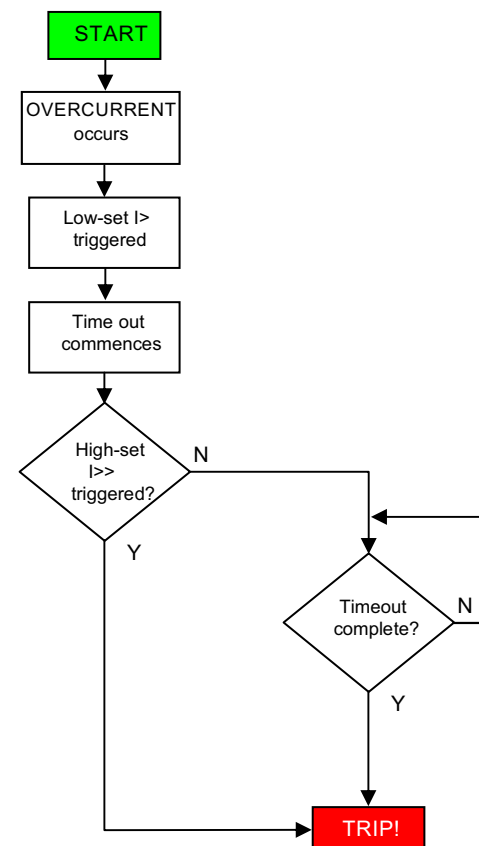 START
OVERCURRENT
occurs
Low-set I>
triggered
Time out
commences
High-set
I>>
triggered?
N
Y
Timeout
complete?
N
Y
TRIP!